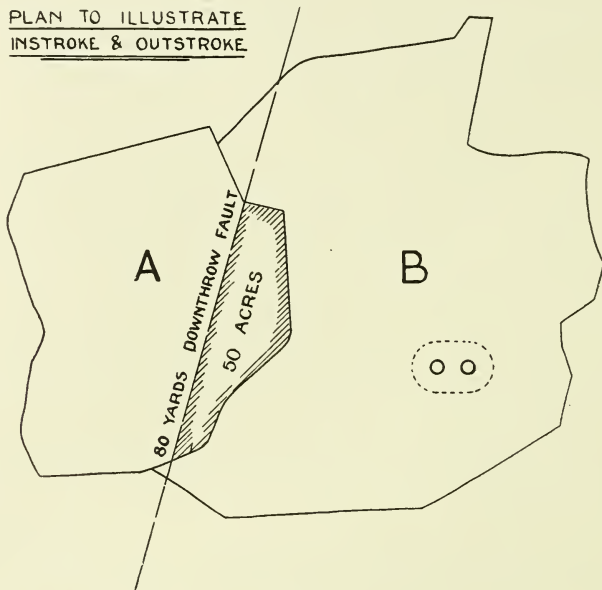 PLAN TO ILLUSTRATE
INSTROKE & OUTSTROKE
A
80 YARDS DOWNTHROW FAULT
50 ACRES
B